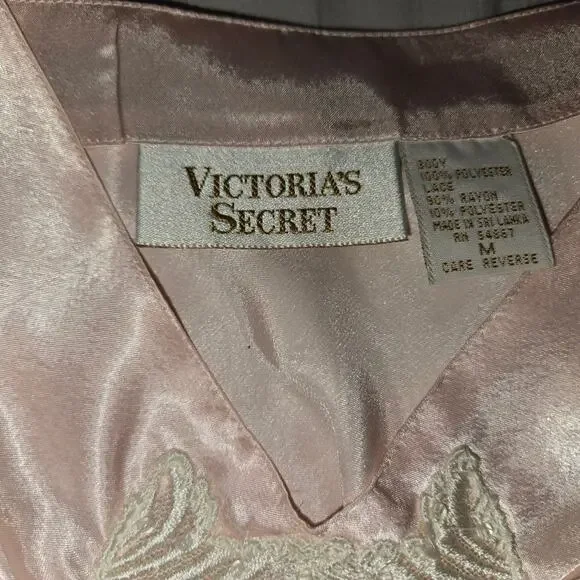 VICTORIA'S
SECRET
BODY
100% POLYESTER
LACE
90% RAYON
10% POLYESTER
MADE IN SRI LANKA
RN 54867
M
CARE REVERSE